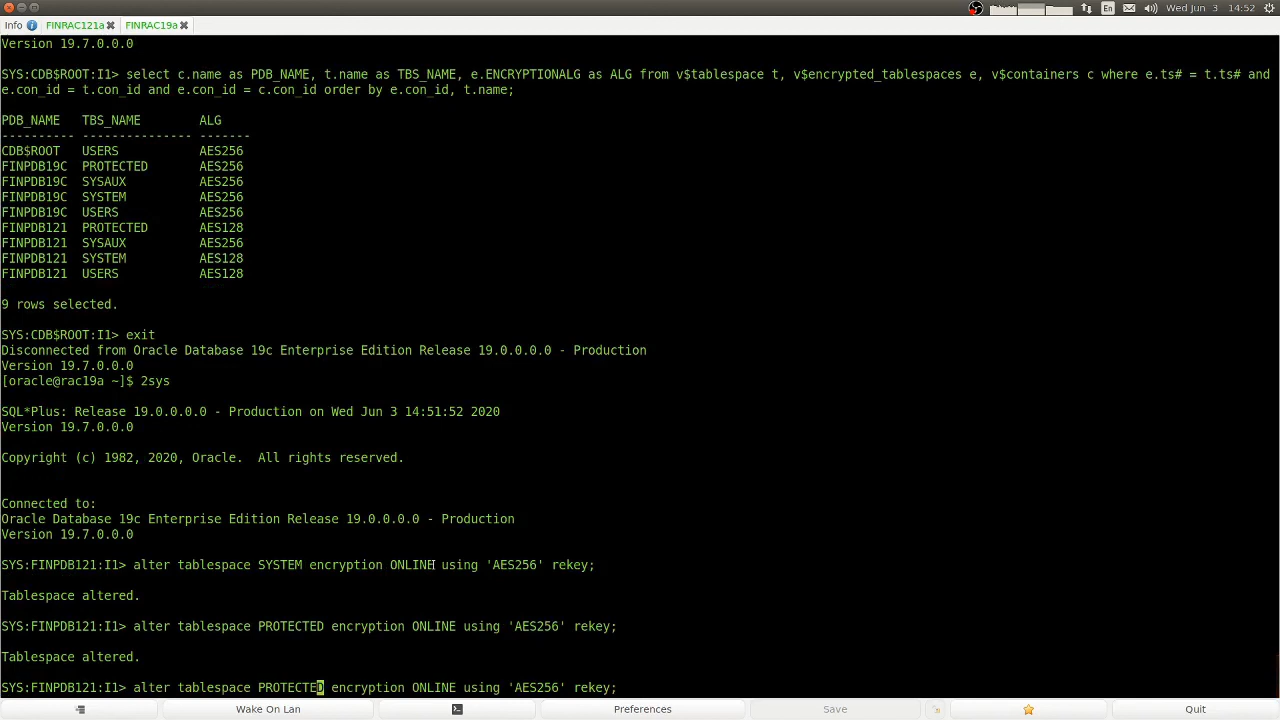 En
Wed Jun 3 14:52
Info
FINRAC121a
FINRAC19a
Version 19.7.0.0.0
SYS:CDB$ROOT:I1> select c.name as PDB_NAME, t.name as TBS_NAME, e.ENCRYPTIONALG as ALG from v$tablespace t, v$encrypted_tablespaces e, v$containers c where e.ts# = t.ts# and
e.con_id = t.con_id and e.con_id = c.con_id order by e.con_id, t.name;
PDB_NAME TBS_NAME ALG
---------- --------------- -------
CDB$ROOT USERS AES256
FINPDB19C PROTECTED AES256
FINPDB19C SYSAUX AES256
FINPDB19C SYSTEM AES256
FINPDB19C USERS AES256
FINPDB121 PROTECTED AES128
FINPDB121 SYSAUX AES256
FINPDB121 SYSTEM AES128
FINPDB121 USERS AES128
9 rows selected.
SYS:CDB$ROOT:I1> exit
Disconnected from Oracle Database 19c Enterprise Edition Release 19.0.0.0.0 - Production
Version 19.7.0.0.0
[oracle@rac19a ~]$ 2sys
SQL*Plus: Release 19.0.0.0.0 - Production on Wed Jun 3 14:51:52 2020
Version 19.7.0.0.0
Copyright (c) 1982, 2020, Oracle. All rights reserved.
Connected to:
Oracle Database 19c Enterprise Edition Release 19.0.0.0.0 - Production
Version 19.7.0.0.0
SYS:FINPDB121:I1> alter tablespace SYSTEM encryption ONLINE using 'AES256' rekey;
Tablespace altered.
SYS:FINPDB121:I1> alter tablespace PROTECTED encryption ONLINE using 'AES256' rekey;
Tablespace altered.
SYS:FINPDB121:I1> alter tablespace PROTECTED encryption ONLINE using 'AES256' rekey;
Wake On Lan
Preferences
Save
Quit